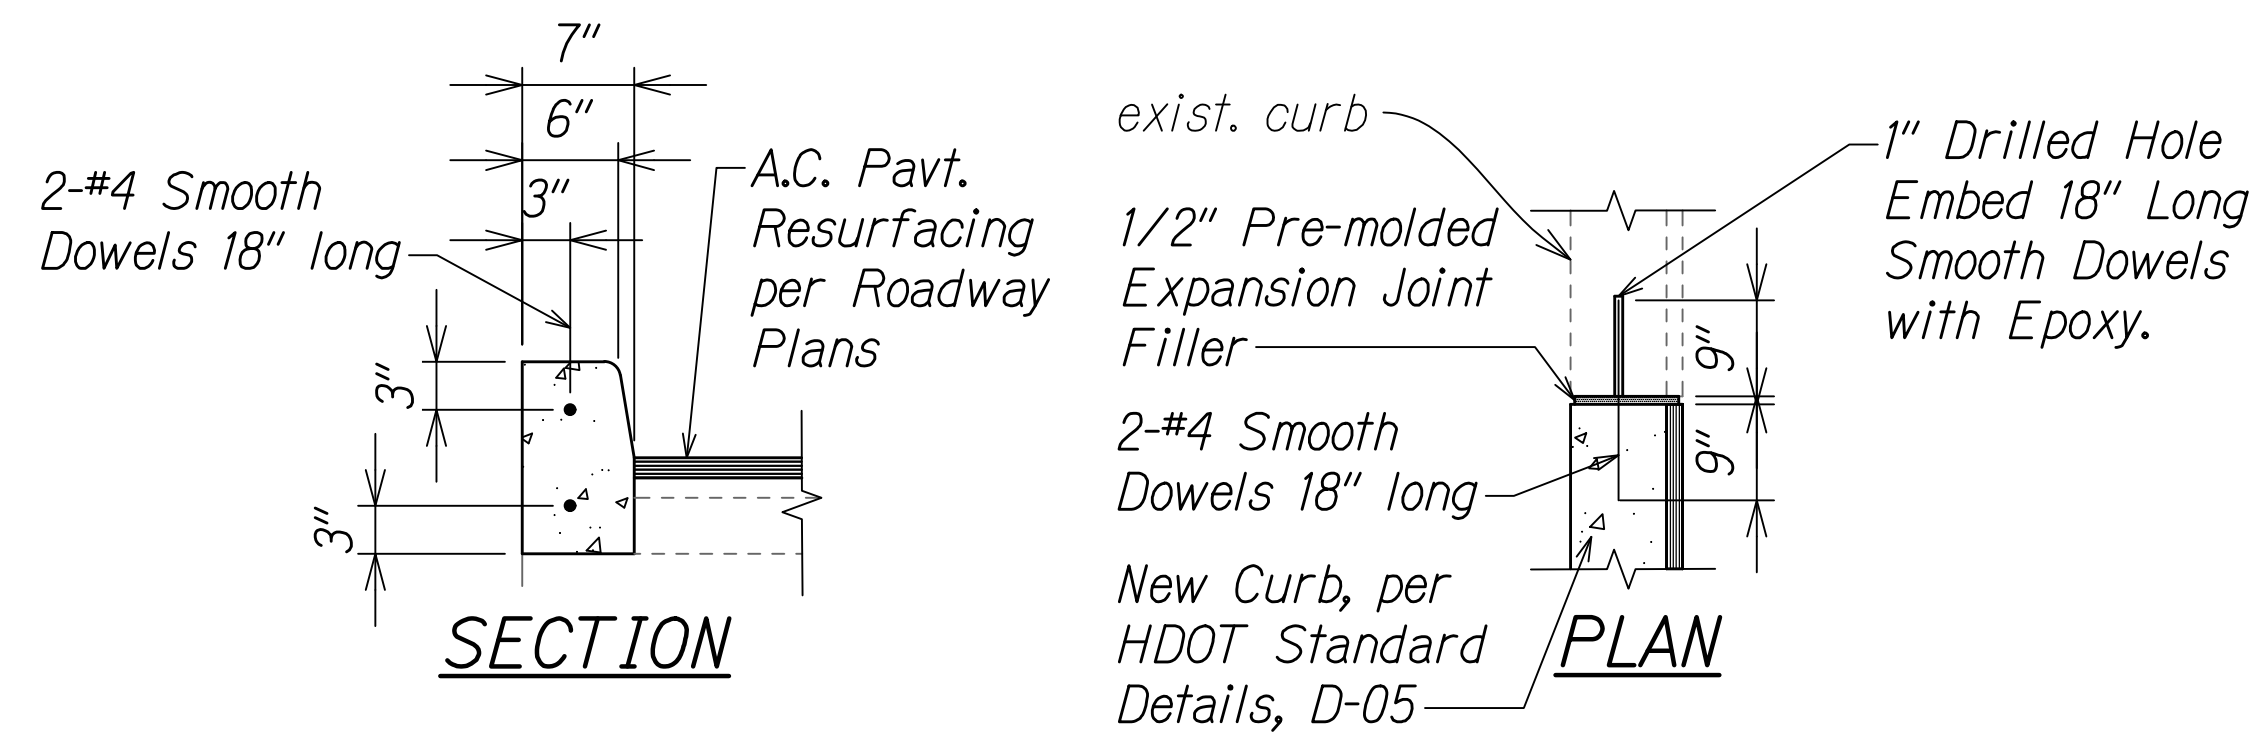 7"
6"
3"
2-#4 Smooth
Dowels 18" long
A.C. Pavt.
Resurfacing
per Roadway
Plans
3"
3"
SECTION
exist. curb
1/2" Pre-molded
Expansion Joint
Filler
2-#4 Smooth
Dowels 18" long
New Curb, per
HDOT Standard
Details, D-05
1" Drilled Hole
Embed 18" Long
Smooth Dowels
with Epoxy.
9"
9"
PLAN